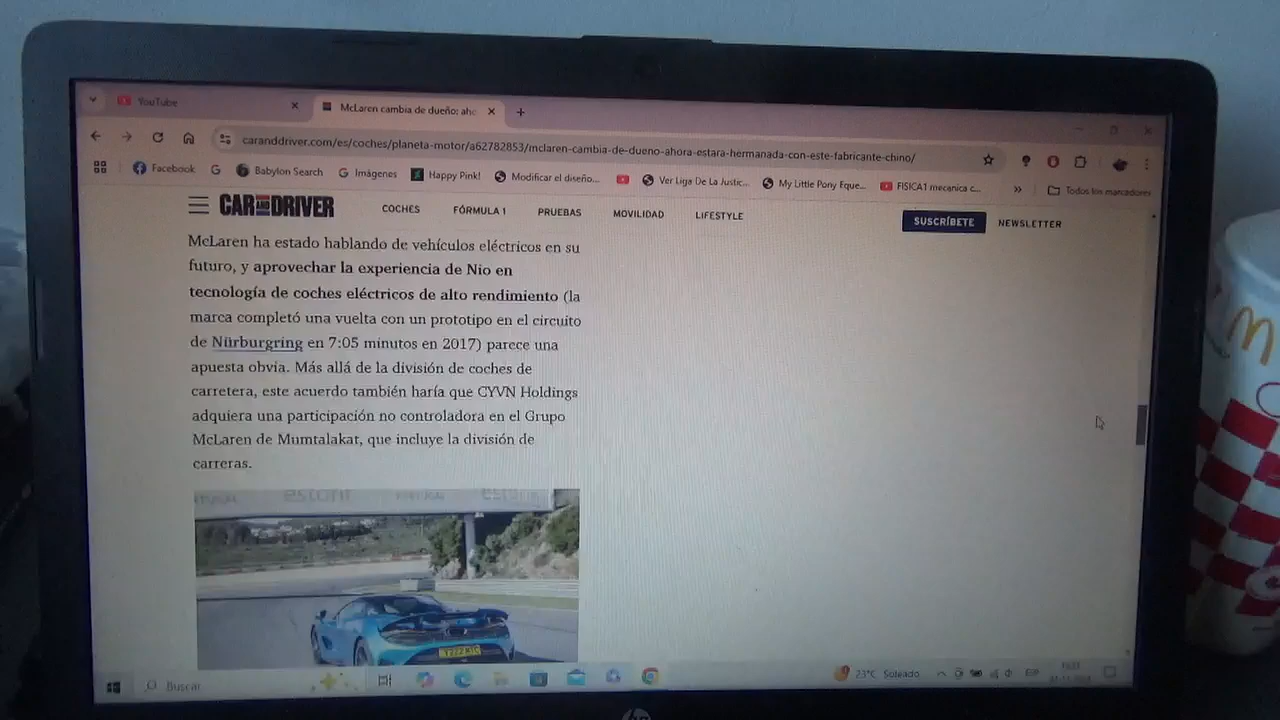 YouTube
McLaren cambia de dueño: aho
caranddriver.com/es/coches/planeta-motor/a62782853/mclaren-cambia-de-dueno-ahora-estara-hermanada-con-este-fabricante-chino/
Facebook
G
Babylon Search
Imágenes
Happy Pink!
Modificar el diseño...
Ver Liga De La Justic...
My Little Pony Eque...
FISICA1 mecanica c...
»
Todos los marcadores
CAR AND DRIVER
COCHES
FÓRMULA 1
PRUEBAS
MOVILIDAD
LIFESTYLE
SUSCRÍBETE
NEWSLETTER
McLaren ha estado hablando de vehículos eléctricos en su
futuro, y aprovechar la experiencia de Nio en
tecnología de coches eléctricos de alto rendimiento (la
marca completó una vuelta con un prototipo en el circuito
de Nürburgring en 7:05 minutos en 2017) parece una
apuesta obvia. Más allá de la división de coches de
carretera, este acuerdo también haría que CYVN Holdings
adquiera una participación no controladora en el Grupo
McLaren de Mumtalakat, que incluye la división de
carreras.
estoril
Buscar
23°C Soleado
ESP
hp